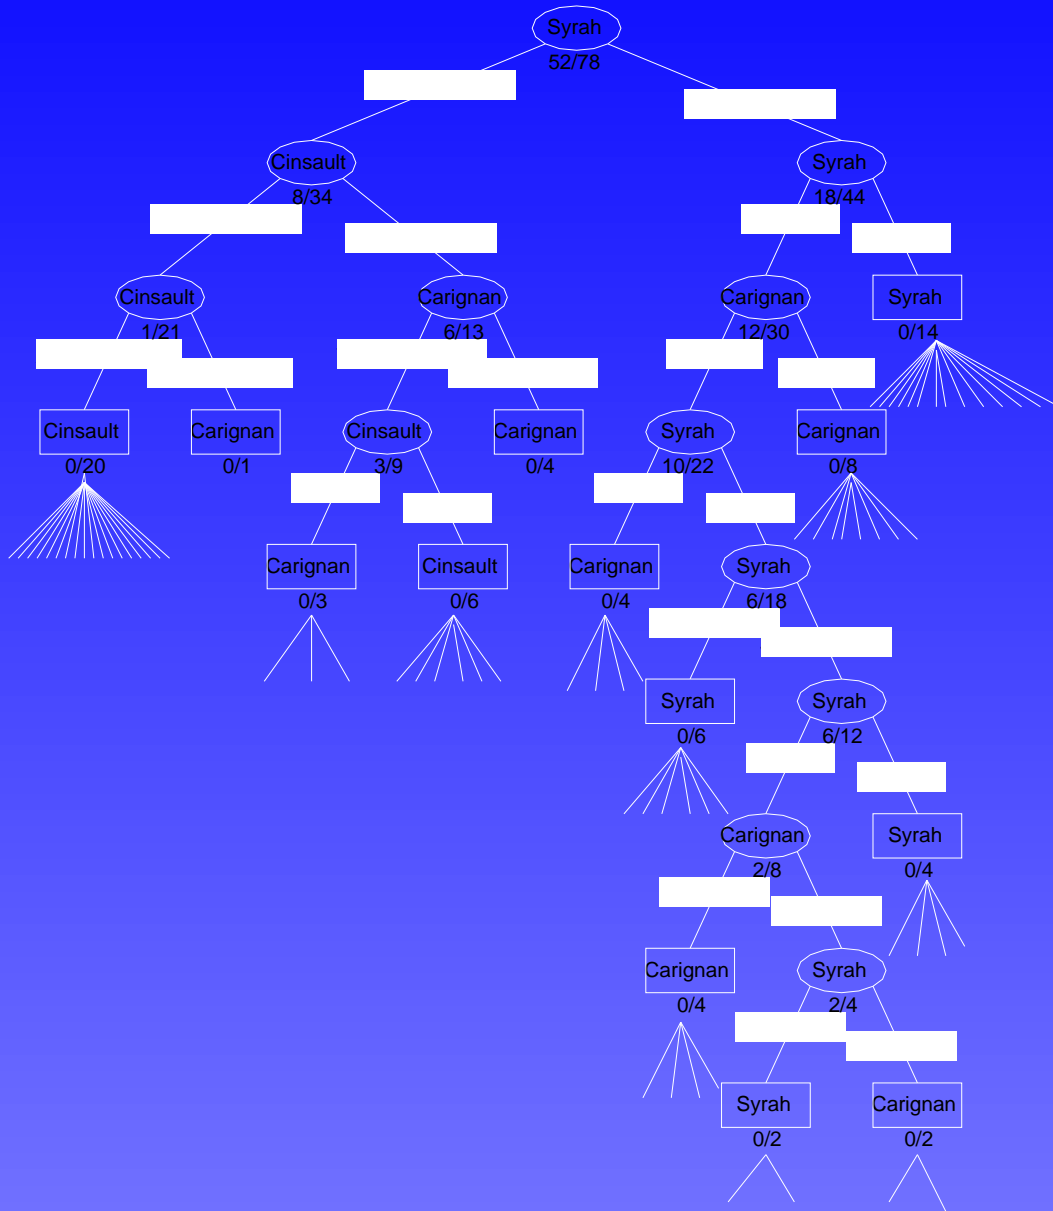 Syrah
52/78
Cinsault
8/34
Syrah
18/44
Cinsault
1/21
Carignan
6/13
Carignan
12/30
Syrah
0/14
Cinsault
0/20
Carignan
0/1
Cinsault
3/9
Carignan
0/4
Syrah
10/22
Carignan
0/8
Carignan
0/3
Cinsault
0/6
Carignan
0/4
Syrah
6/18
Syrah
0/6
Syrah
6/12
Carignan
2/8
Syrah
0/4
Carignan
0/4
Syrah
2/4
Syrah
0/2
Carignan
0/2